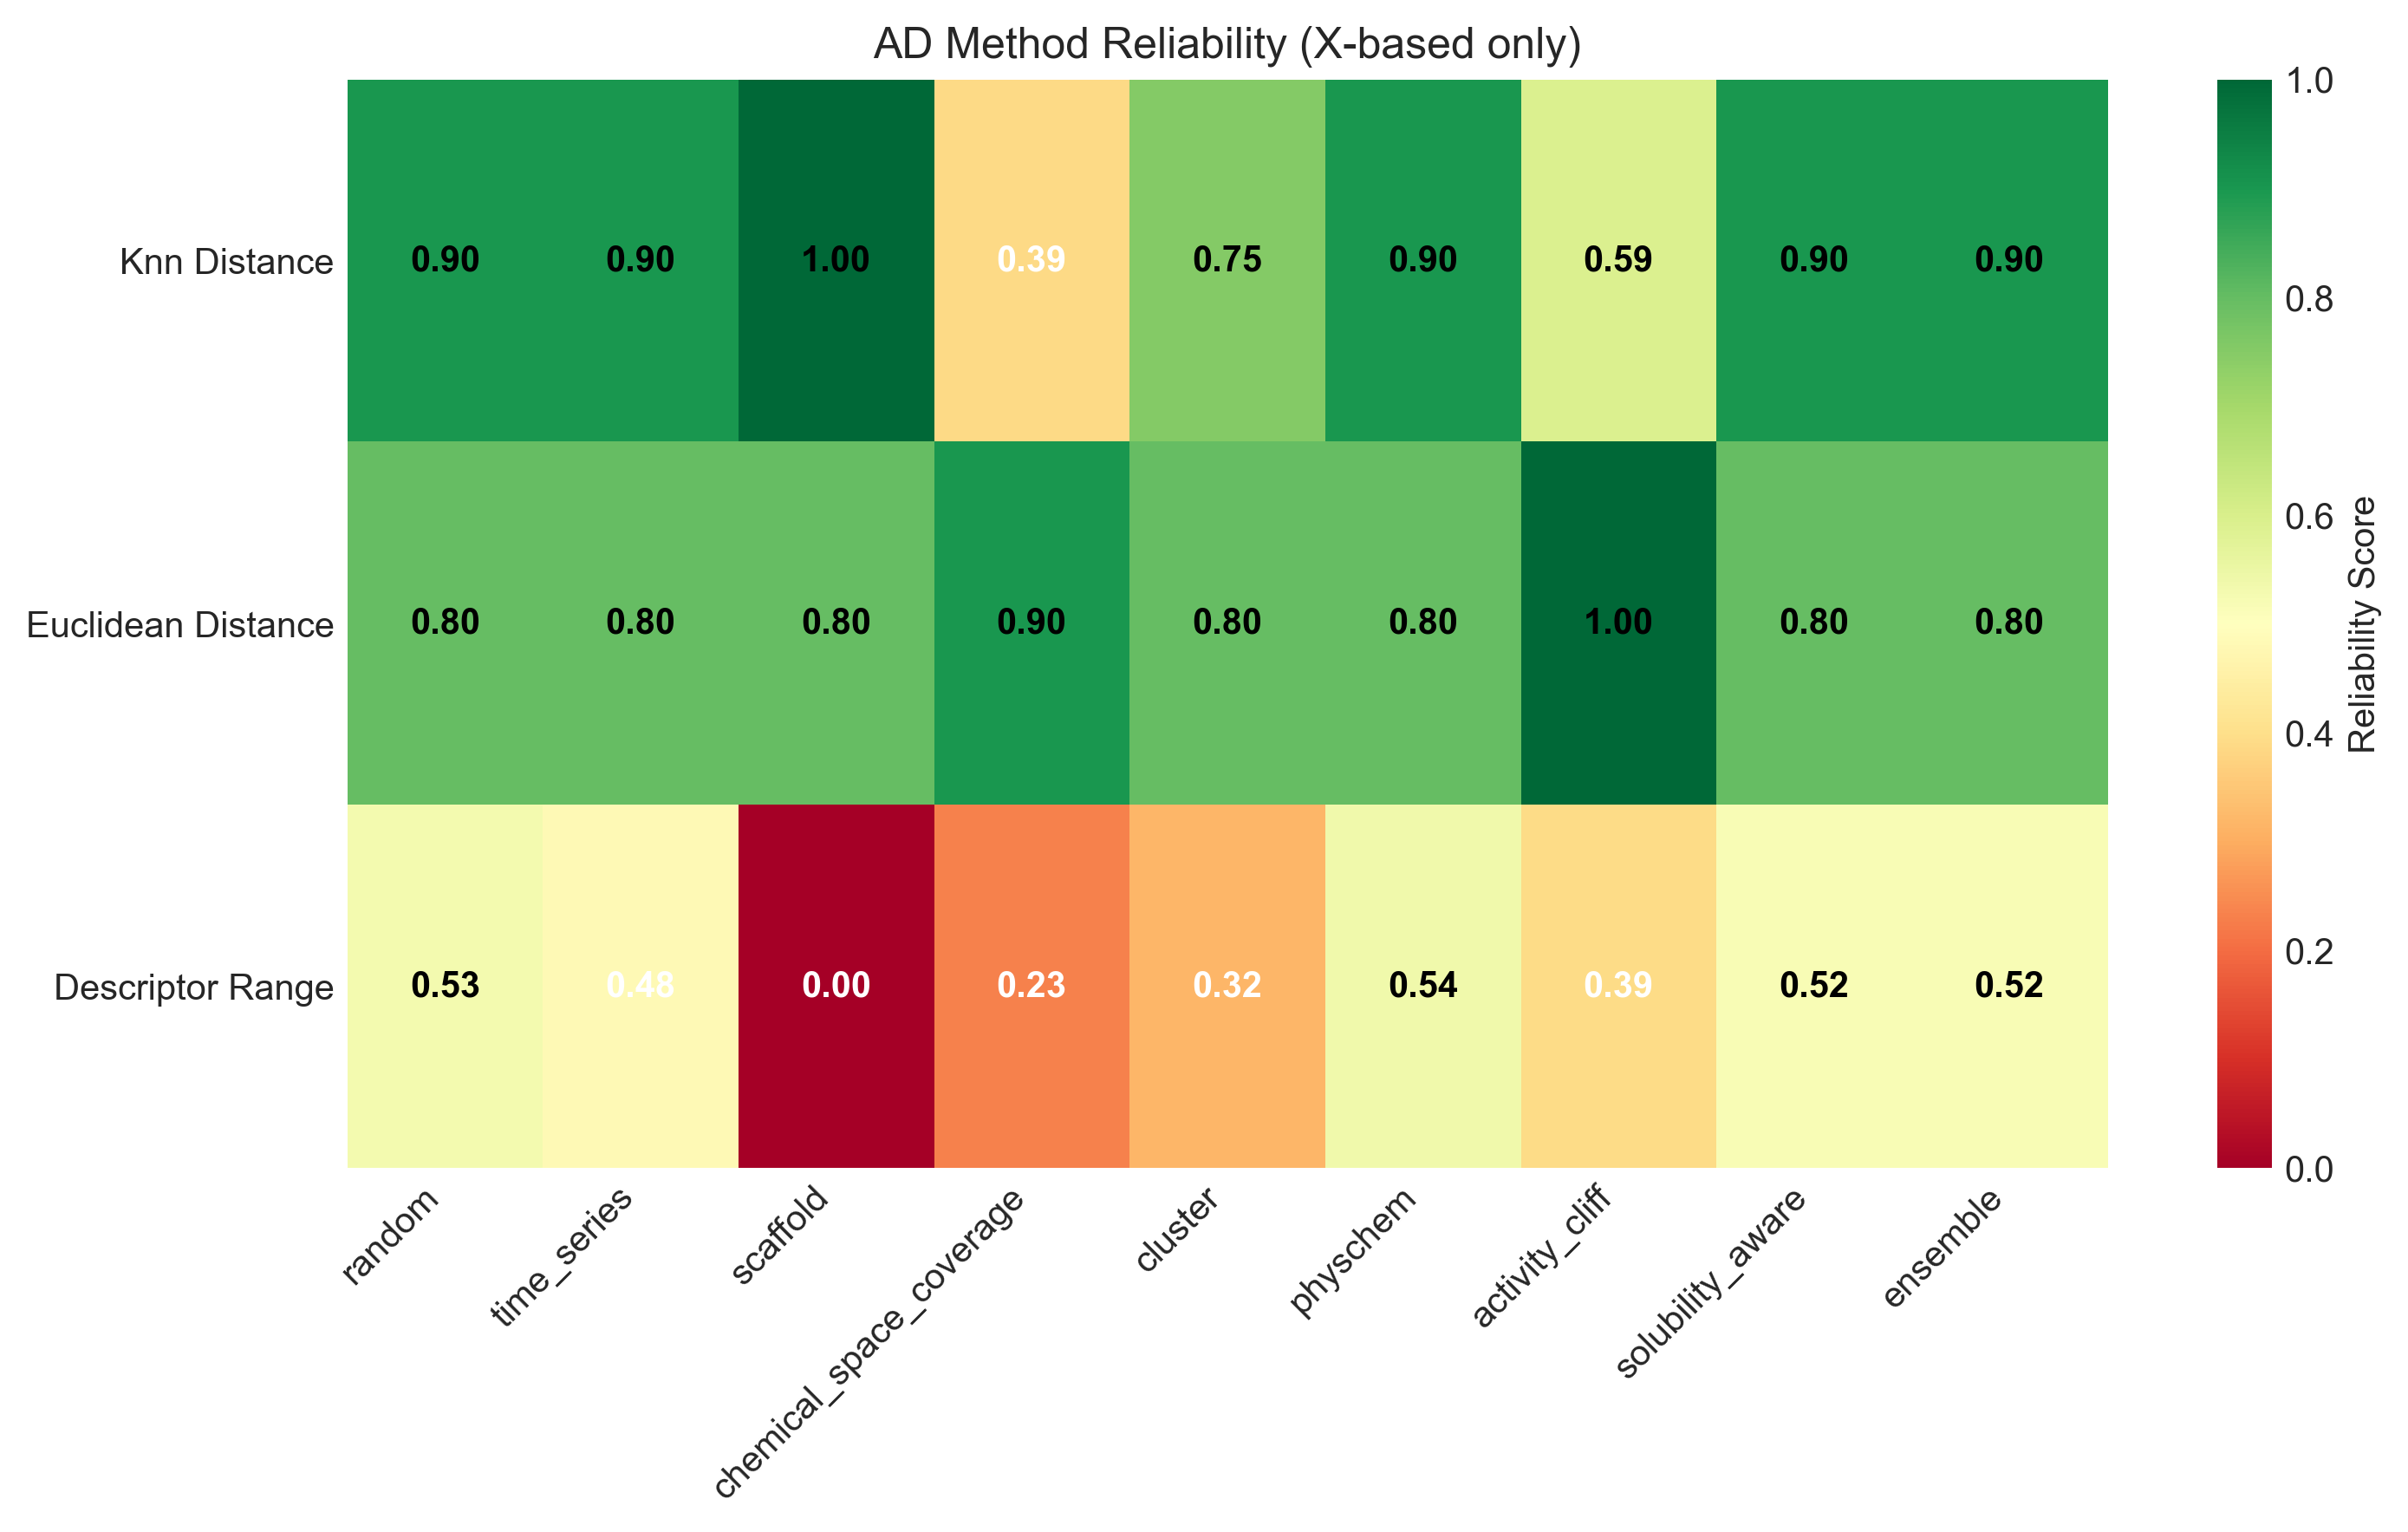 AD Method Reliability (X-based only)
Knn Distance 0.90 0.90 1.00 0.39 0.75 0.90 0.59 0.90 0.90
Euclidean Distance 0.80 0.80 0.80 0.90 0.80 0.80 1.00 0.80 0.80
Descriptor Range 0.53 0.48 0.00 0.23 0.32 0.54 0.39 0.52 0.52
random
time_series
scaffold
chemical_space_coverage
cluster
physchem
activity_cliff
solubility_aware
ensemble
1.0
0.8
0.6
0.4
0.2
0.0
Reliability Score